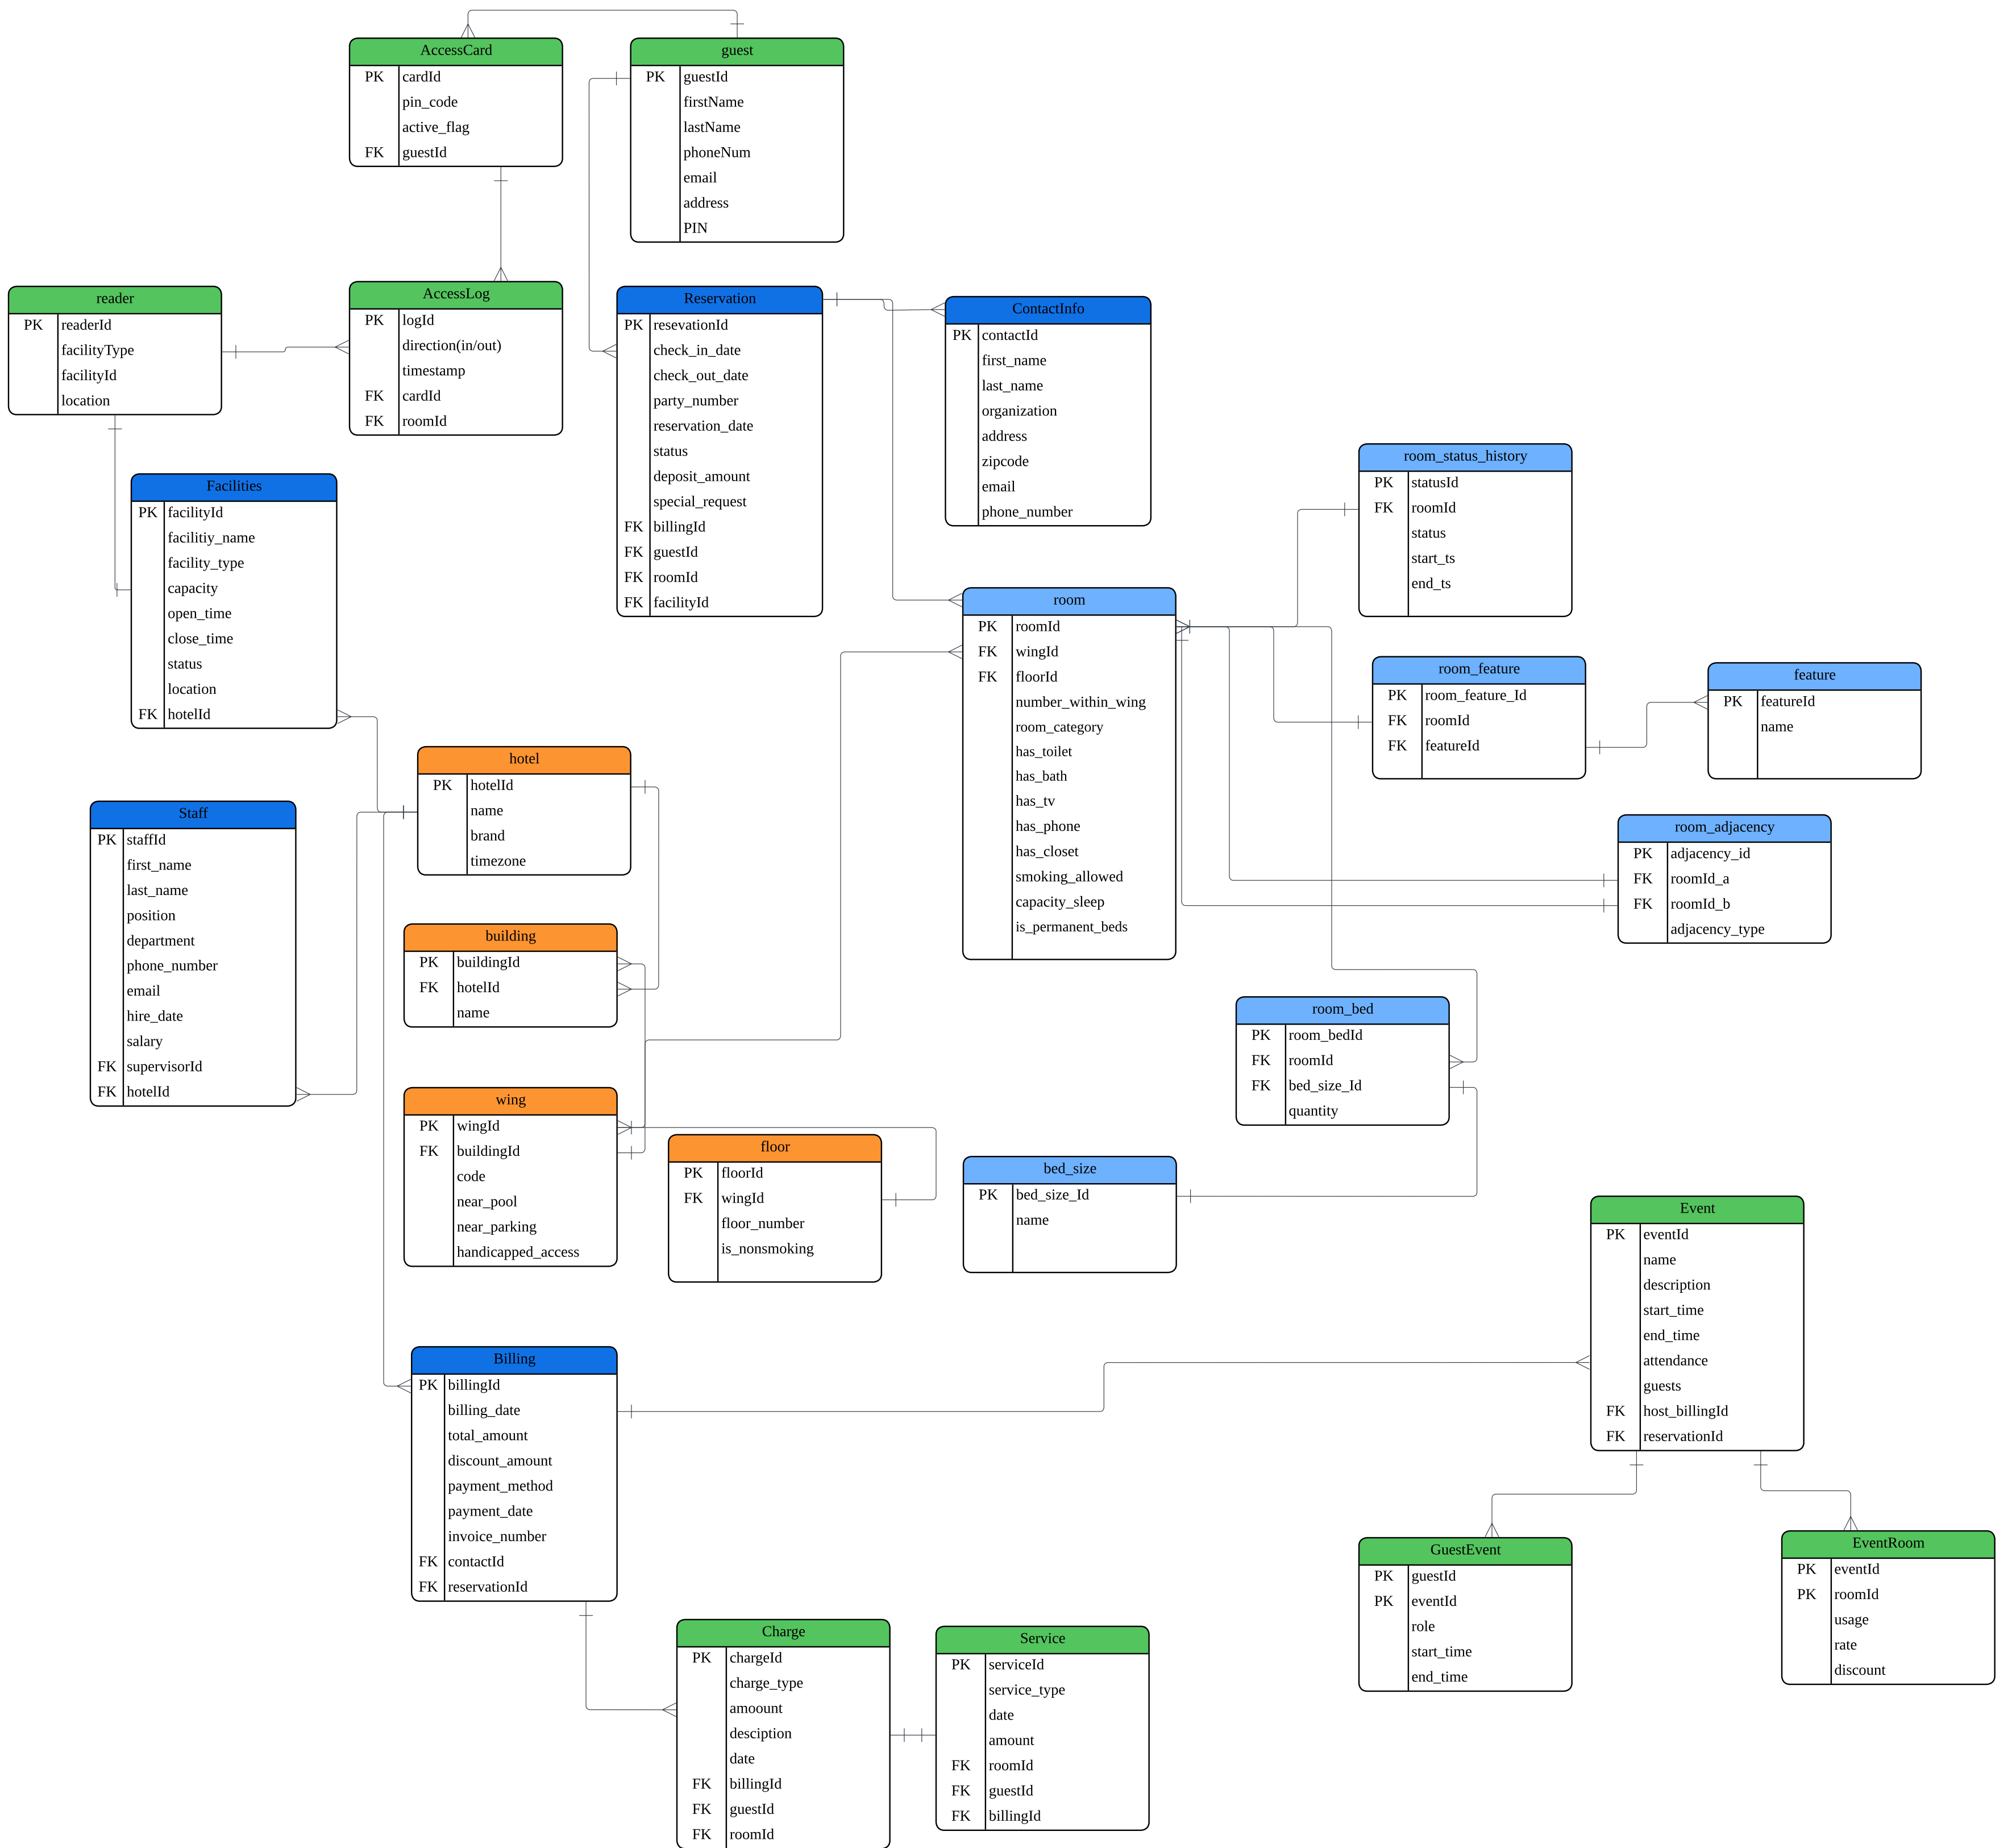 AccessCard
PK cardId
pin_code
active_flag
FK guestId
guest
PK guestId
firstName
lastName
phoneNum
email
address
PIN
reader
PK readerId
facilityType
facilityId
location
AccessLog
PK logId
direction(in/out)
timestamp
FK cardId
FK roomId
Reservation
PK resevationId
check_in_date
check_out_date
party_number
reservation_date
status
deposit_amount
special_request
FK billingId
FK guestId
FK roomId
FK facilityId
ContactInfo
PK contactId
first_name
last_name
organization
address
zipcode
email
phone_number
room_status_history
PK statusId
FK roomId
status
start_ts
end_ts
Facilities
PK facilityId
facilitiy_name
facility_type
capacity
open_time
close_time
status
location
FK hotelId
room
PK roomId
FK wingId
FK floorId
number_within_wing
room_category
has_toilet
has_bath
has_tv
has_phone
has_closet
smoking_allowed
capacity_sleep
is_permanent_beds
room_feature
PK room_feature_Id
FK roomId
FK featureId
feature
PK featureId
name
hotel
PK hotelId
name
brand
timezone
Staff
PK staffId
first_name
last_name
position
department
phone_number
email
hire_date
salary
FK supervisorId
FK hotelId
room_adjacency
PK adjacency_id
FK roomId_a
FK roomId_b
adjacency_type
building
PK buildingId
FK hotelId
name
room_bed
PK room_bedId
FK roomId
FK bed_size_Id
quantity
wing
PK wingId
FK buildingId
code
near_pool
near_parking
handicapped_access
floor
PK floorId
FK wingId
floor_number
is_nonsmoking
bed_size
PK bed_size_Id
name
Event
PK eventId
name
description
start_time
end_time
attendance
guests
FK host_billingId
FK reservationId
Billing
PK billingId
billing_date
total_amount
discount_amount
payment_method
payment_date
invoice_number
FK contactId
FK reservationId
GuestEvent
PK guestId
PK eventId
role
start_time
end_time
EventRoom
PK eventId
PK roomId
usage
rate
discount
Charge
PK chargeId
charge_type
amoount
desciption
date
FK billingId
FK guestId
FK roomId
Service
PK serviceId
service_type
date
amount
FK roomId
FK guestId
FK billingId